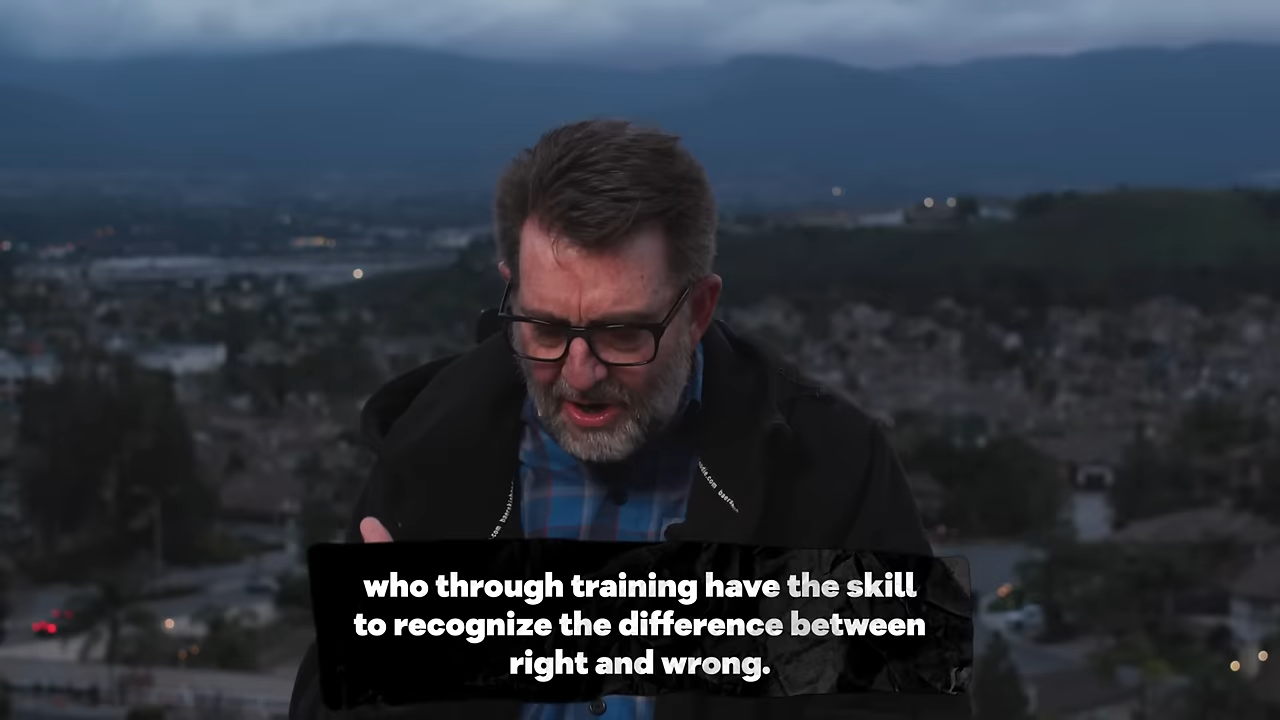 who through training have the skill
to recognize the difference between
right and wrong.